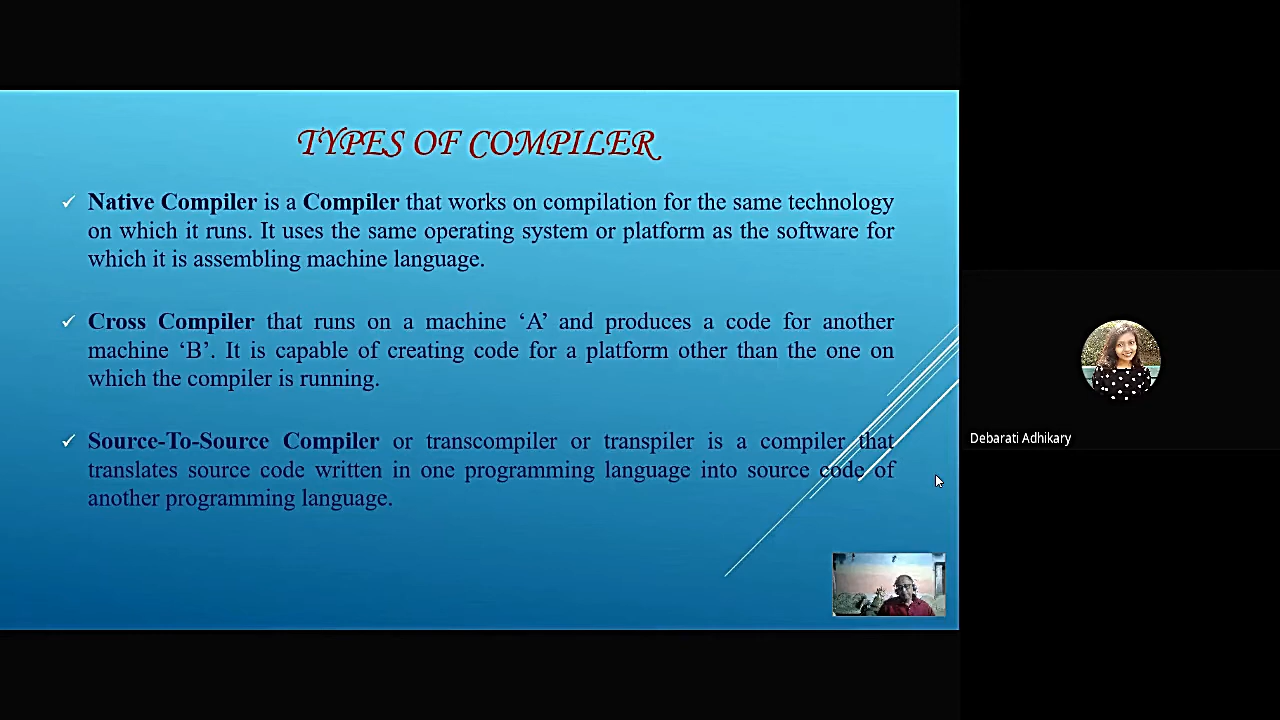 TYPES OF COMPILER
✓ Native Compiler is a Compiler that works on compilation for the same technology
on which it runs. It uses the same operating system or platform as the software for
which it is assembling machine language.
✓ Cross Compiler that runs on a machine ‘A’ and produces a code for another
machine ‘B’. It is capable of creating code for a platform other than the one on
which the compiler is running.
✓ Source-To-Source Compiler or transcompiler or transpiler is a compiler that
translates source code written in one programming language into source code of
another programming language.
Debarati Adhikary